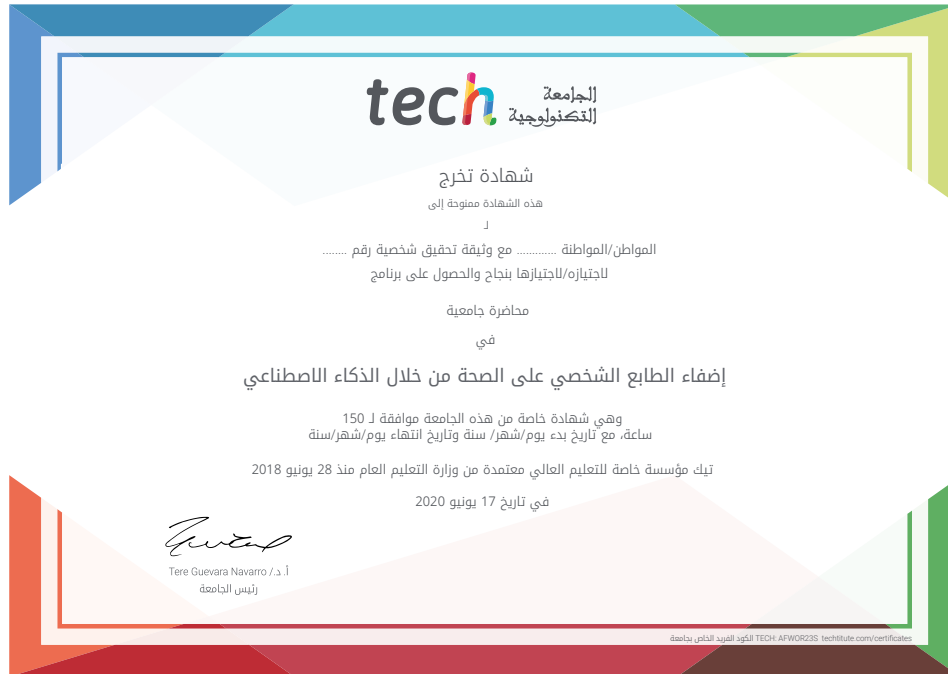 tech الجامعة
التكنولوجية
شهادة تخرج
هذه الشهادة ممنوحة إلى
لـ
المواطن/المواطنة ............ مع وثيقة تحقيق شخصية رقم ........
لاجتيازه/لاجتيازها بنجاح والحصول على برنامج
محاضرة جامعية
في
إضفاء الطابع الشخصي على الصحة من خلال الذكاء الاصطناعي
وهي شهادة خاصة من هذه الجامعة موافقة لـ 150
ساعة، مع تاريخ بدء يوم/شهر/ سنة وتاريخ انتهاء يوم/شهر/سنة
تيك مؤسسة خاصة للتعليم العالي معتمدة من وزارة التعليم العام منذ 28 يونيو 2018
في تاريخ 17 يونيو 2020
أ. د./ Tere Guevara Navarro
رئيس الجامعة
الكود الفريد الخاص بجامعة TECH: AFWOR23S techtitute.com/certificates